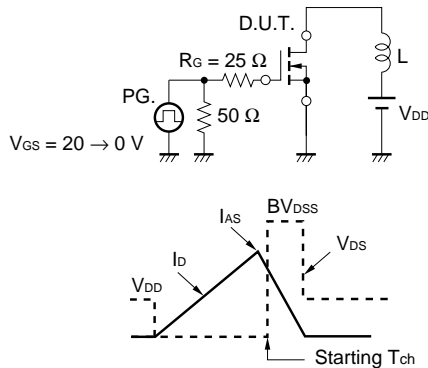 D.U.T.
RG = 25 Ω
L
PG.
50 Ω
VDD
VGS = 20 → 0 V
BVDSS
IAS
ID
VDS
VDD
Starting Tch